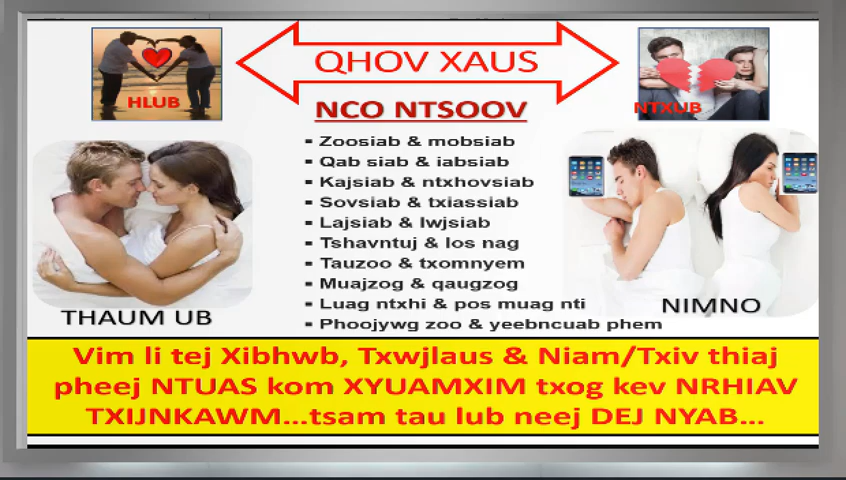 QHOV XAUS
HLUB
NTXUB
NCO NTSOOV
▪ Zoosiab & mobsiab
▪ Qab siab & iabsiab
▪ Kajsiab & ntxhovsiab
▪ Sovsiab & txiassiab
▪ Lajsiab & lwjsiab
▪ Tshavntuj & los nag
▪ Tauzoo & txomnyem
▪ Muajzog & qaugzog
▪ Luag ntxhi & pos muag nti
▪ Phoojywg zoo & yeebncuab phem
THAUM UB
NIMNO
Vim li tej Xibhwb, Txwjlaus & Niam/Txiv thiaj
pheej NTUAS kom XYUAMXIM txog kev NRHIAV
TXIJNKAWM...tsam tau lub neej DEJ NYAB...